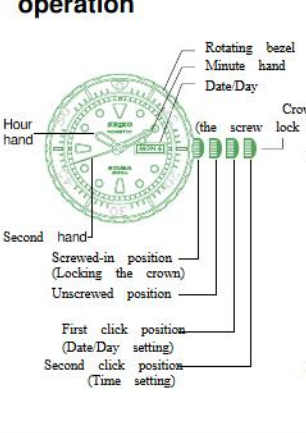 operation
Rotating bezel
Minute hand
Date/Day
(the screw lock
Hour
hand
SEIKO
MON 6
Second hand
Screwed-in position
(Locking the crown)
Unscrewed position
First click position
(Date/Day setting)
Second click position
(Time setting)